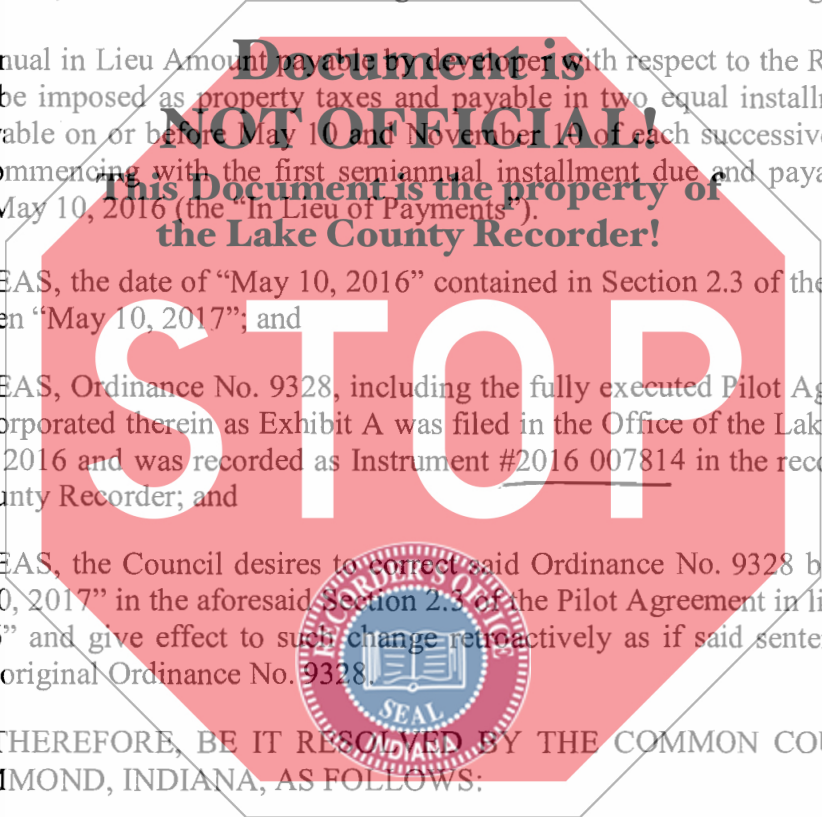 Document is
nual in Lieu Amount payable by developer with respect to the R
be imposed as property taxes and payable in two equal install
NOT OFFICIAL!
able on or before May 10 and November 10 of each successive
mmencing with the first semiannual installment due and paya
This Document is the property of
May 10, 2016 (the “In Lieu of Payments”).
the Lake County Recorder!
EAS, the date of “May 10, 2016” contained in Section 2.3 of the
en “May 10, 2017”; and
STOP
EAS, Ordinance No. 9328, including the fully executed Pilot Ag
orporated therein as Exhibit A was filed in the Office of the Lak
2016 and was recorded as Instrument #2016 007814 in the reco
unty Recorder; and
EAS, the Council desires to correct said Ordinance No. 9328 b
0, 2017” in the aforesaid Section 2.3 of the Pilot Agreement in li
” and give effect to such change retroactively as if said sente
original Ordinance No. 9328.
RECORDER'S OFFICE
SEAL
INDIANA
THEREFORE, BE IT RESOLVED BY THE COMMON COU
MMOND, INDIANA, AS FOLLOWS: